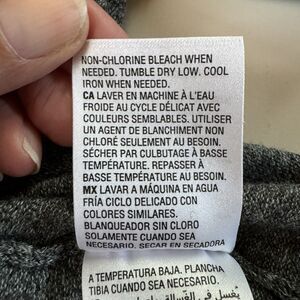 NON-CHLORINE BLEACH WHEN
NEEDED. TUMBLE DRY LOW. COOL
IRON WHEN NEEDED.
CA LAVER EN MACHINE À L'EAU
FROIDE AU CYCLE DÉLICAT AVEC
COULEURS SEMBLABLES. UTILISER
UN AGENT DE BLANCHIMENT NON
CHLORÉ SEULEMENT AU BESOIN.
SÉCHER PAR CULBUTAGE À BASSE
TEMPÉRATURE. REPASSER À
BASSE TEMPÉRATURE AU BESOIN.
MX LAVAR A MÁQUINA EN AGUA
FRÍA CICLO DELICADO CON
COLORES SIMILARES.
BLANQUEADOR SIN CLORO
SOLAMENTE CUANDO SEA
NECESARIO. SECAR EN SECADORA
A TEMPERATURA BAJA. PLANCHA
TIBIA CUANDO SEA NECESARIO.